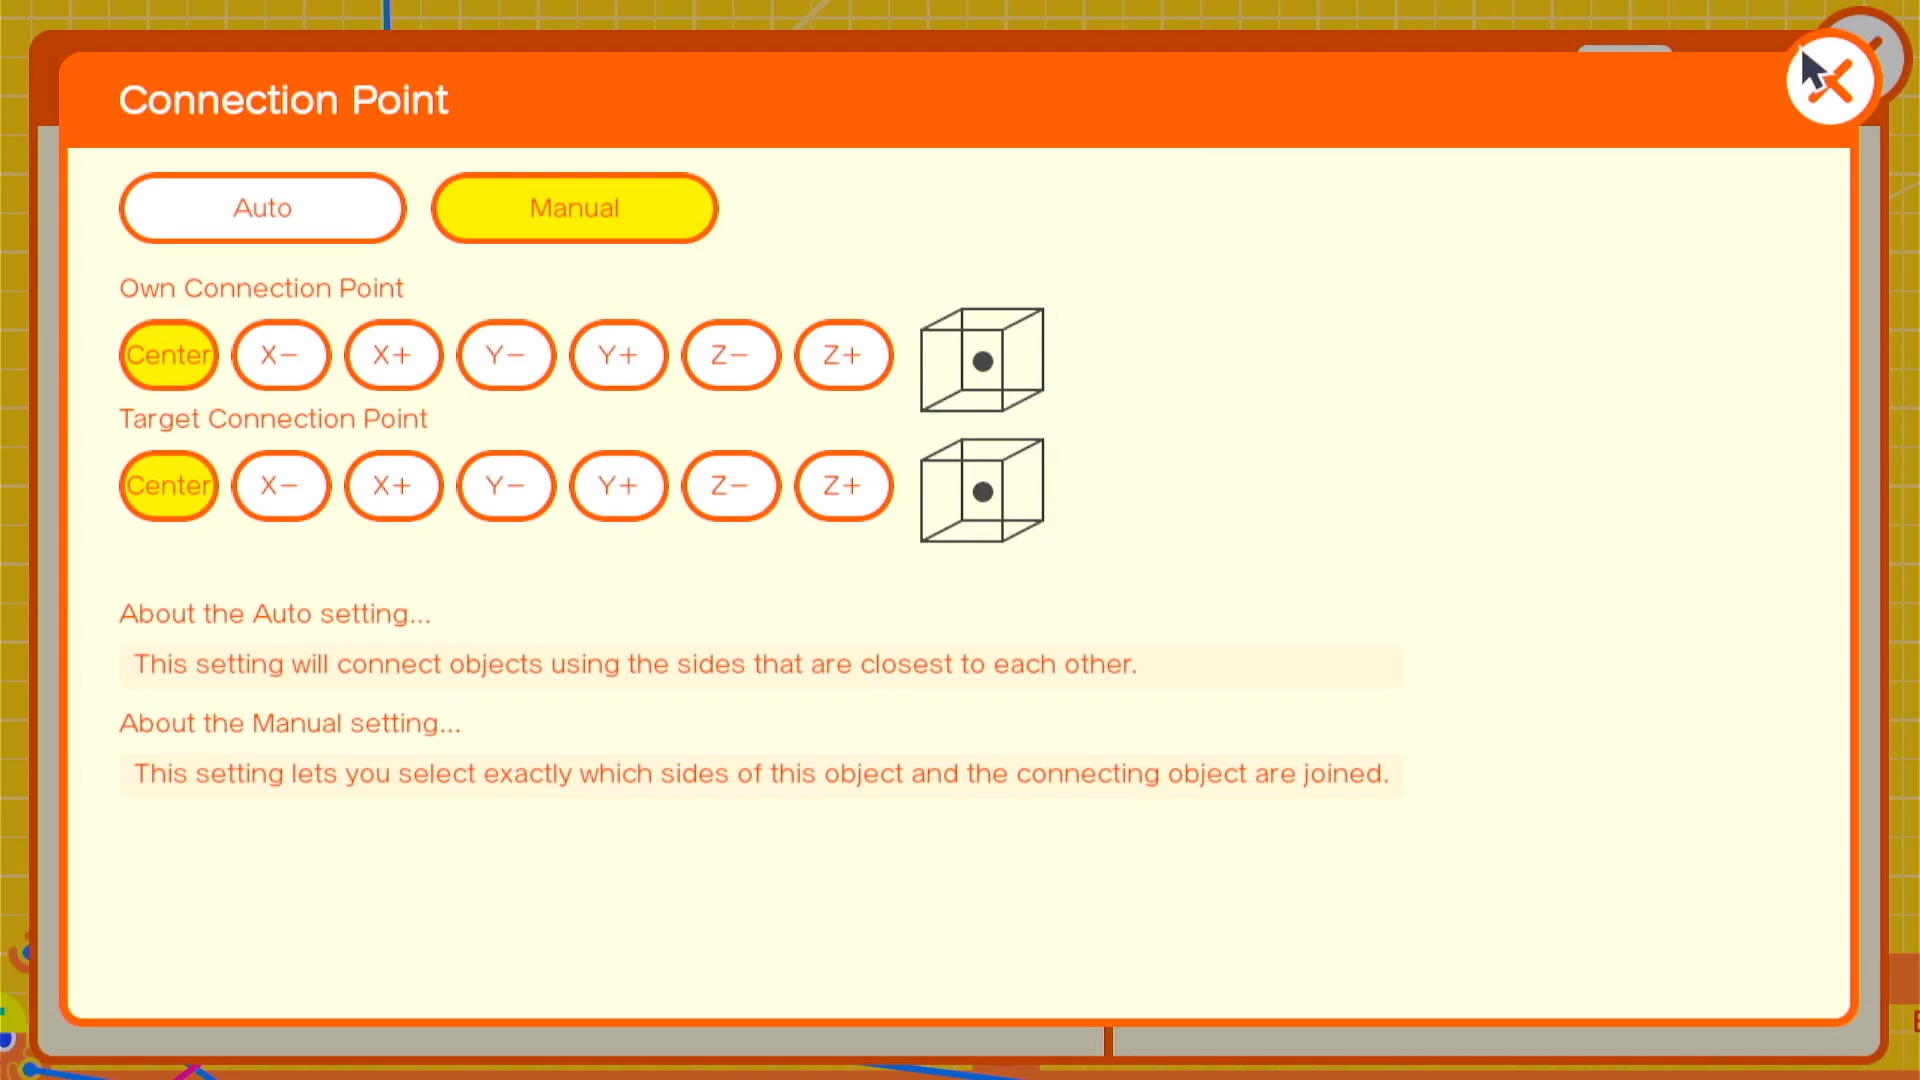 Connection Point
Auto Manual
Own Connection Point
Center X− X+ Y− Y+ Z− Z+
Target Connection Point
Center X− X+ Y− Y+ Z− Z+
About the Auto setting...
This setting will connect objects using the sides that are closest to each other.
About the Manual setting...
This setting lets you select exactly which sides of this object and the connecting object are joined.